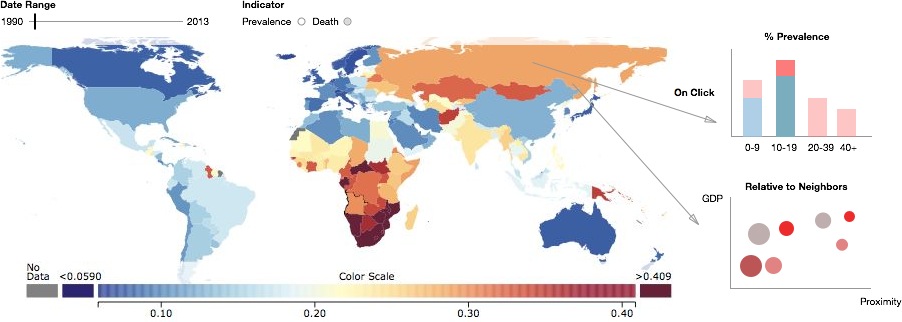 Date Range
1990
2013
Indicator
Prevalence
Death
% Prevalence
On Click
0-9 10-19 20-39 40+
Relative to Neighbors
GDP
Proximity
No
Data
<0.0590
Color Scale
>0.409
0.10 0.20 0.30 0.40